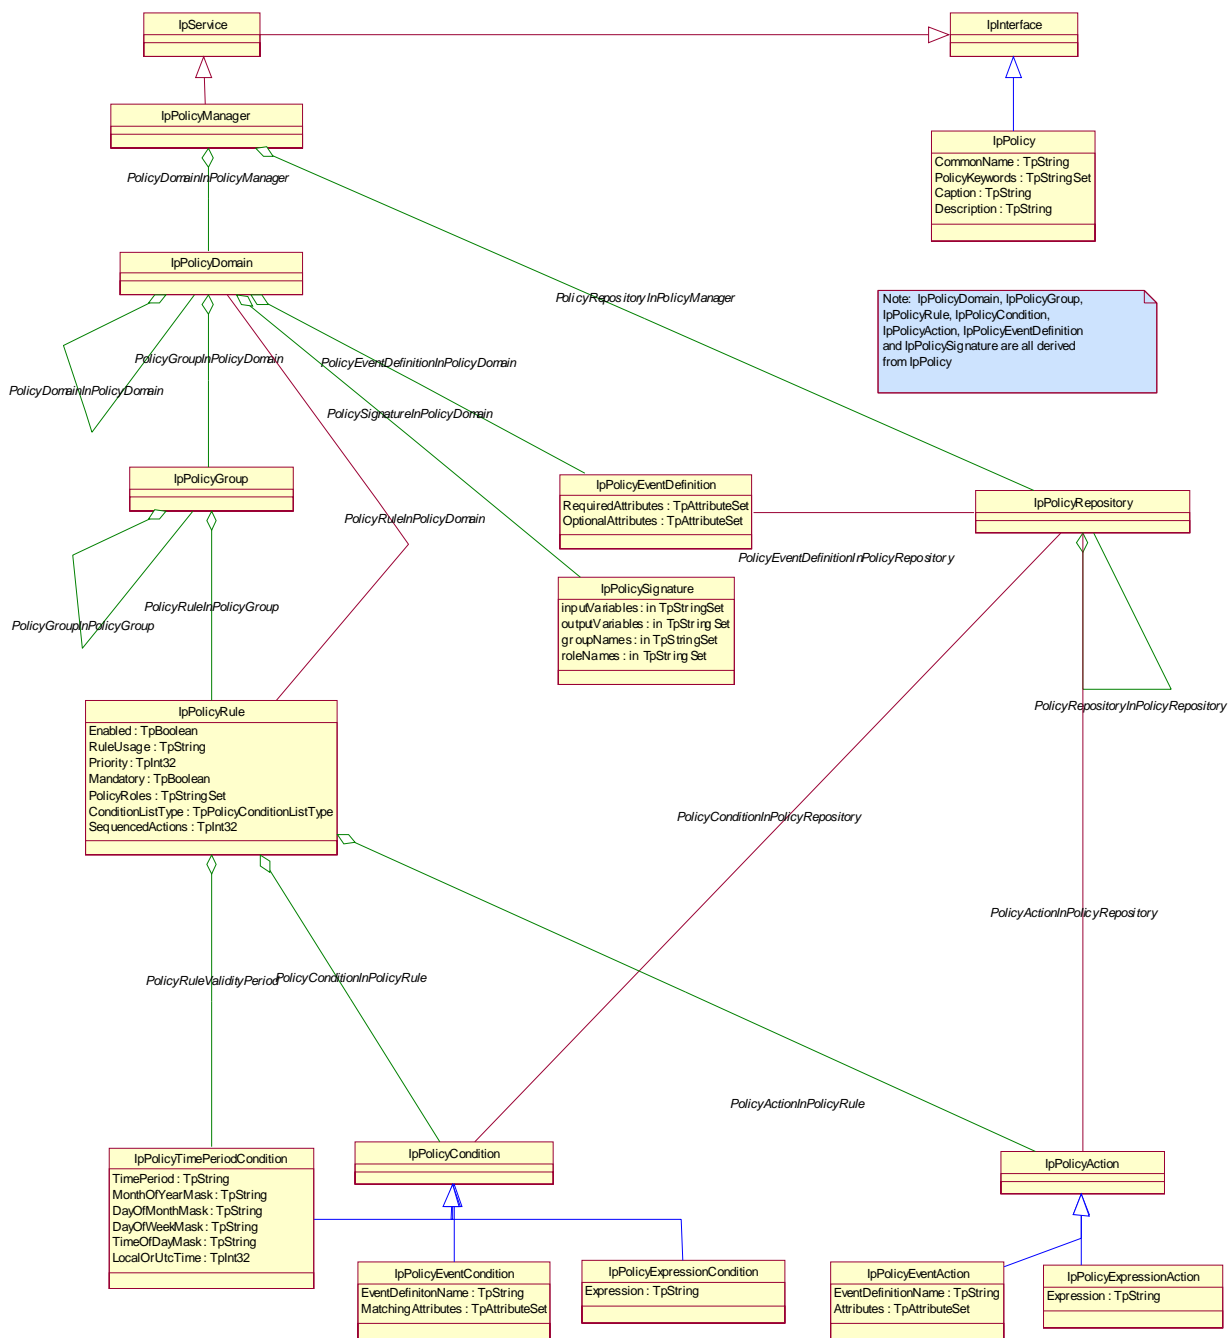 IpService
IpInterface
IpPolicyManager
IpPolicy
CommonName : TpString
PolicyKeywords : TpStringSet
Caption : TpString
Description : TpString
PolicyDomainInPolicyManager
IpPolicyDomain
PolicyRepositoryInPolicyManager
Note: IpPolicyDomain, IpPolicyGroup,
IpPolicyRule, IpPolicyCondition,
IpPolicyAction, IpPolicyEventDefinition
and IpPolicySignature are all derived
from IpPolicy
PolicyGroupInPolicyDomain
PolicyEventDefinitionInPolicyDomain
PolicyDomainInPolicyDomain
PolicySignatureInPolicyDomain
IpPolicyGroup
IpPolicyEventDefinition
RequiredAttributes : TpAttributeSet
OptionalAttributes : TpAttributeSet
IpPolicyRepository
PolicyRuleInPolicyDomain
PolicyEventDefinitionInPolicyRepository
IpPolicySignature
inputVariables : in TpStringSet
outputVariables : in TpStringSet
groupNames : in TpStringSet
roleNames : in TpStringSet
PolicyRuleInPolicyGroup
PolicyGroupInPolicyGroup
PolicyRepositoryInPolicyRepository
IpPolicyRule
Enabled : TpBoolean
RuleUsage : TpString
Priority : TpInt32
Mandatory : TpBoolean
PolicyRoles : TpStringSet
ConditionListType : TpPolicyConditionListType
SequencedActions : TpInt32
PolicyConditionInPolicyRepository
PolicyActionInPolicyRepository
PolicyRuleValidityPeriod
PolicyConditionInPolicyRule
PolicyActionInPolicyRule
IpPolicyTimePeriodCondition
TimePeriod : TpString
MonthOfYearMask : TpString
DayOfMonthMask : TpString
DayOfWeekMask : TpString
TimeOfDayMask : TpString
LocalOrUtcTime : TpInt32
IpPolicyCondition
IpPolicyAction
IpPolicyEventCondition
EventDefinitonName : TpString
MatchingAttributes : TpAttributeSet
IpPolicyExpressionCondition
Expression : TpString
IpPolicyEventAction
EventDefinitionName : TpString
Attributes : TpAttributeSet
IpPolicyExpressionAction
Expression : TpString